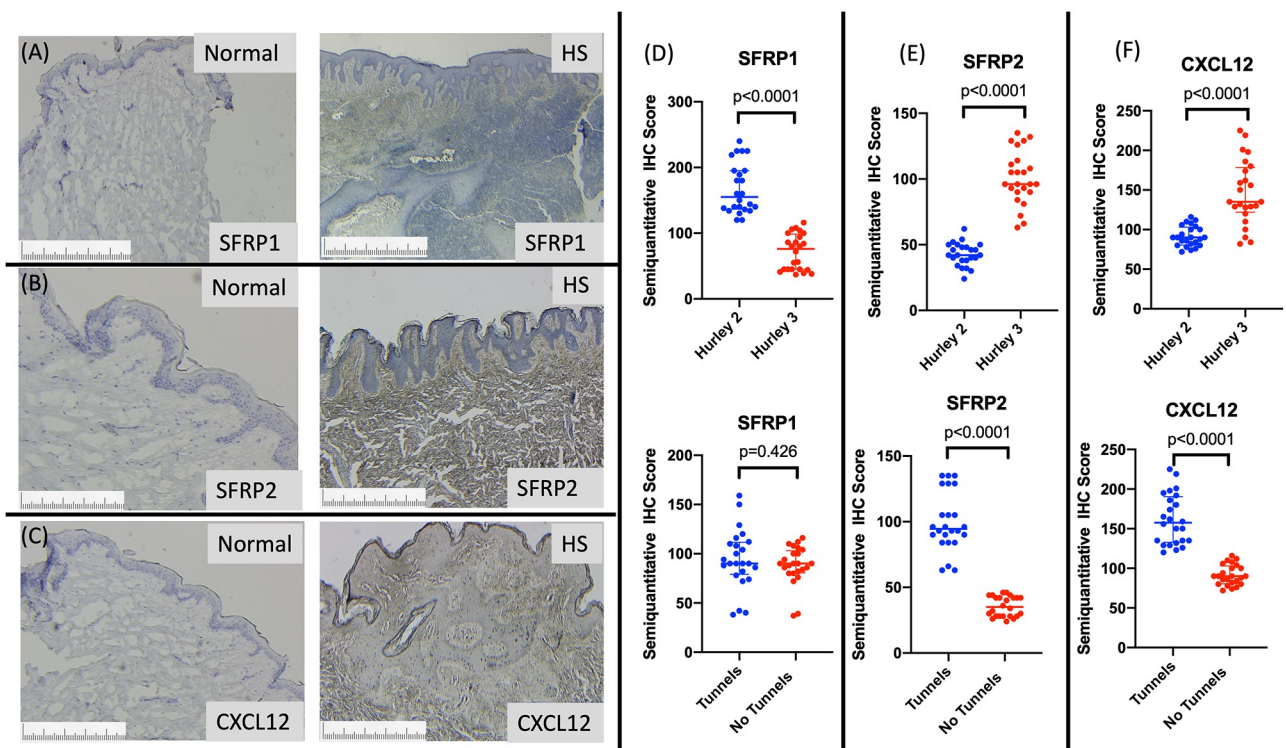 (A)
Normal
SFRP1
HS
SFRP1
(B)
Normal
SFRP2
HS
SFRP2
(C)
Normal
CXCL12
HS
CXCL12
(D)
SFRP1
p<0.0001
Semiquantitative IHC Score
300
200
100
0
Hurley 2
Hurley 3
SFRP1
p=0.426
Semiquantitative IHC Score
200
150
100
50
0
Tunnels
No Tunnels
(E)
SFRP2
p<0.0001
Semiquantitative IHC Score
150
100
50
0
Hurley 2
Hurley 3
SFRP2
p<0.0001
Semiquantitative IHC Score
150
100
50
0
Tunnels
No Tunnels
(F)
CXCL12
p<0.0001
Semiquantitative IHC Score
250
200
150
100
50
0
Hurley 2
Hurley 3
CXCL12
p<0.0001
Semiquantitative IHC Score
250
200
150
100
50
0
Tunnels
No Tunnels